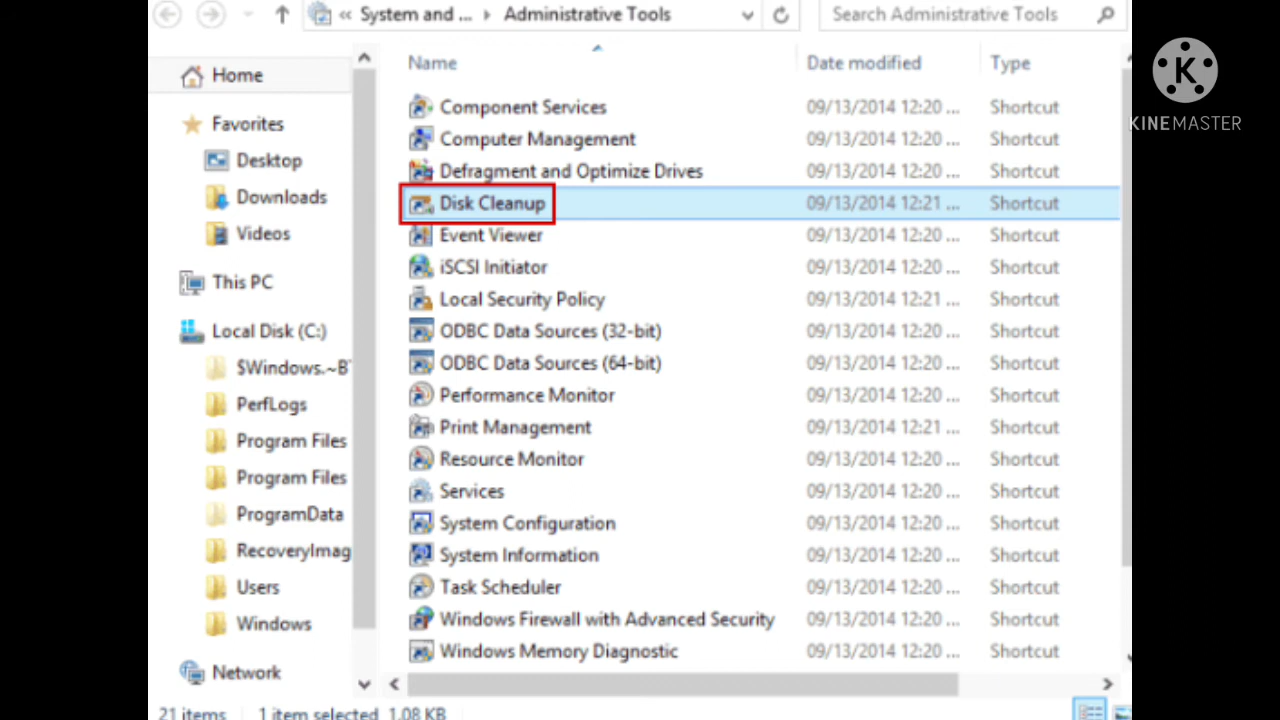 « System and ... Administrative Tools
Search Administrative Tools
KINEMASTER
Home
Favorites
Desktop
Downloads
Videos
This PC
Local Disk (C:)
$Windows.~BT
PerfLogs
Program Files
Program Files
ProgramData
RecoveryImag
Users
Windows
Network
Name Date modified Type
Component Services 09/13/2014 12:20 ... Shortcut
Computer Management 09/13/2014 12:20 ... Shortcut
Defragment and Optimize Drives 09/13/2014 12:20 ... Shortcut
Disk Cleanup 09/13/2014 12:21 ... Shortcut
Event Viewer 09/13/2014 12:20 ... Shortcut
iSCSI Initiator 09/13/2014 12:20 ... Shortcut
Local Security Policy 09/13/2014 12:21 ... Shortcut
ODBC Data Sources (32-bit) 09/13/2014 12:20 ... Shortcut
ODBC Data Sources (64-bit) 09/13/2014 12:20 ... Shortcut
Performance Monitor 09/13/2014 12:20 ... Shortcut
Print Management 09/13/2014 12:21 ... Shortcut
Resource Monitor 09/13/2014 12:20 ... Shortcut
Services 09/13/2014 12:20 ... Shortcut
System Configuration 09/13/2014 12:20 ... Shortcut
System Information 09/13/2014 12:20 ... Shortcut
Task Scheduler 09/13/2014 12:20 ... Shortcut
Windows Firewall with Advanced Security 09/13/2014 12:20 ... Shortcut
Windows Memory Diagnostic 09/13/2014 12:20 ... Shortcut
21 items 1 item selected 1.08 KB